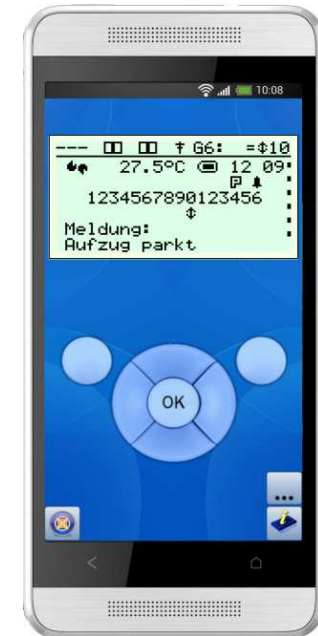 10:08
--- G6: =⇕10
27.5°C 12 09
P
1234567890123456
⇕
Meldung:
Aufzug parkt
OK
...
i